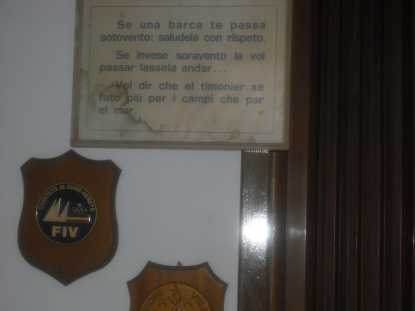 Se una barca te passa
sotovento: saludela con rispeto.
Se invese soravento la vol
passar lassela andar...
Vol dir che el timonier se
fato più per i campi che par
el mar.
FIV